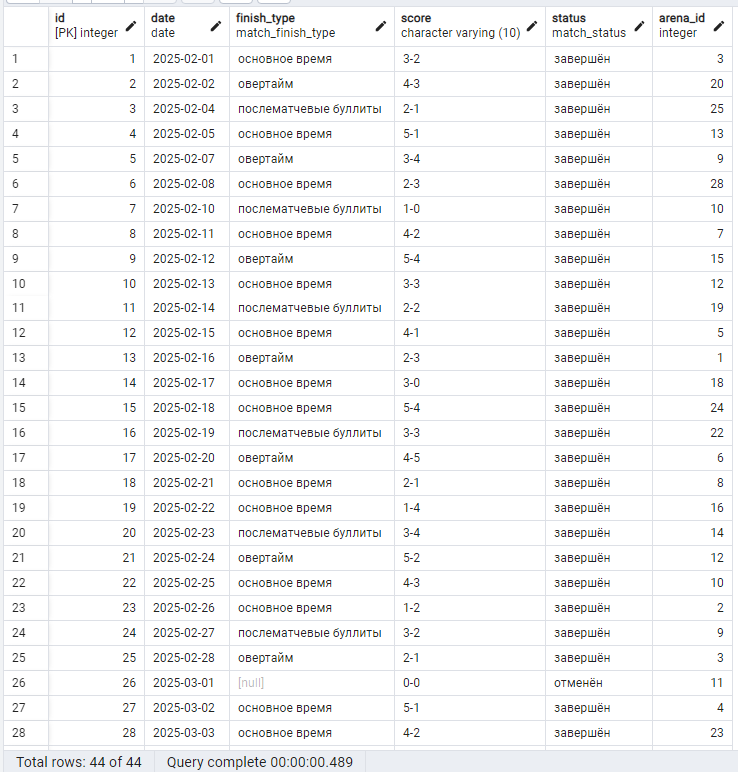 id date finish_type score status arena_id
[PK] integer date match_finish_type character varying (10) match_status integer
1 1 2025-02-01 основное время 3-2 завершён 3
2 2 2025-02-02 овертайм 4-3 завершён 20
3 3 2025-02-04 послематчевые буллиты 2-1 завершён 25
4 4 2025-02-05 основное время 5-1 завершён 13
5 5 2025-02-07 овертайм 3-4 завершён 9
6 6 2025-02-08 основное время 2-3 завершён 28
7 7 2025-02-10 послематчевые буллиты 1-0 завершён 10
8 8 2025-02-11 основное время 4-2 завершён 7
9 9 2025-02-12 овертайм 5-4 завершён 15
10 10 2025-02-13 основное время 3-3 завершён 12
11 11 2025-02-14 послематчевые буллиты 2-2 завершён 19
12 12 2025-02-15 основное время 4-1 завершён 5
13 13 2025-02-16 овертайм 2-3 завершён 1
14 14 2025-02-17 основное время 3-0 завершён 18
15 15 2025-02-18 основное время 5-4 завершён 24
16 16 2025-02-19 послематчевые буллиты 3-3 завершён 22
17 17 2025-02-20 овертайм 4-5 завершён 6
18 18 2025-02-21 основное время 2-1 завершён 8
19 19 2025-02-22 основное время 1-4 завершён 16
20 20 2025-02-23 послематчевые буллиты 3-4 завершён 14
21 21 2025-02-24 овертайм 5-2 завершён 12
22 22 2025-02-25 основное время 4-3 завершён 10
23 23 2025-02-26 основное время 1-2 завершён 2
24 24 2025-02-27 послематчевые буллиты 3-2 завершён 9
25 25 2025-02-28 овертайм 2-1 завершён 3
26 26 2025-03-01 [null] 0-0 отменён 11
27 27 2025-03-02 основное время 5-1 завершён 4
28 28 2025-03-03 основное время 4-2 завершён 23
Total rows: 44 of 44 Query complete 00:00:00.489